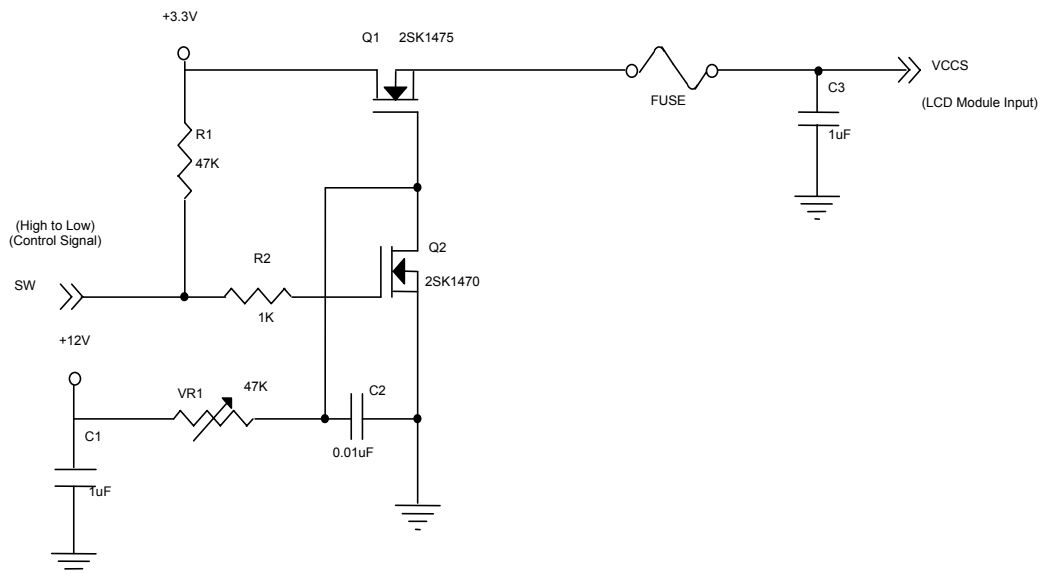 +3.3V
Q1 2SK1475
VCCS
FUSE
C3
(LCD Module Input)
1uF
R1
47K
(High to Low)
(Control Signal)
Q2
R2
SW
2SK1470
1K
+12V
VR1
47K
C2
C1
0.01uF
1uF